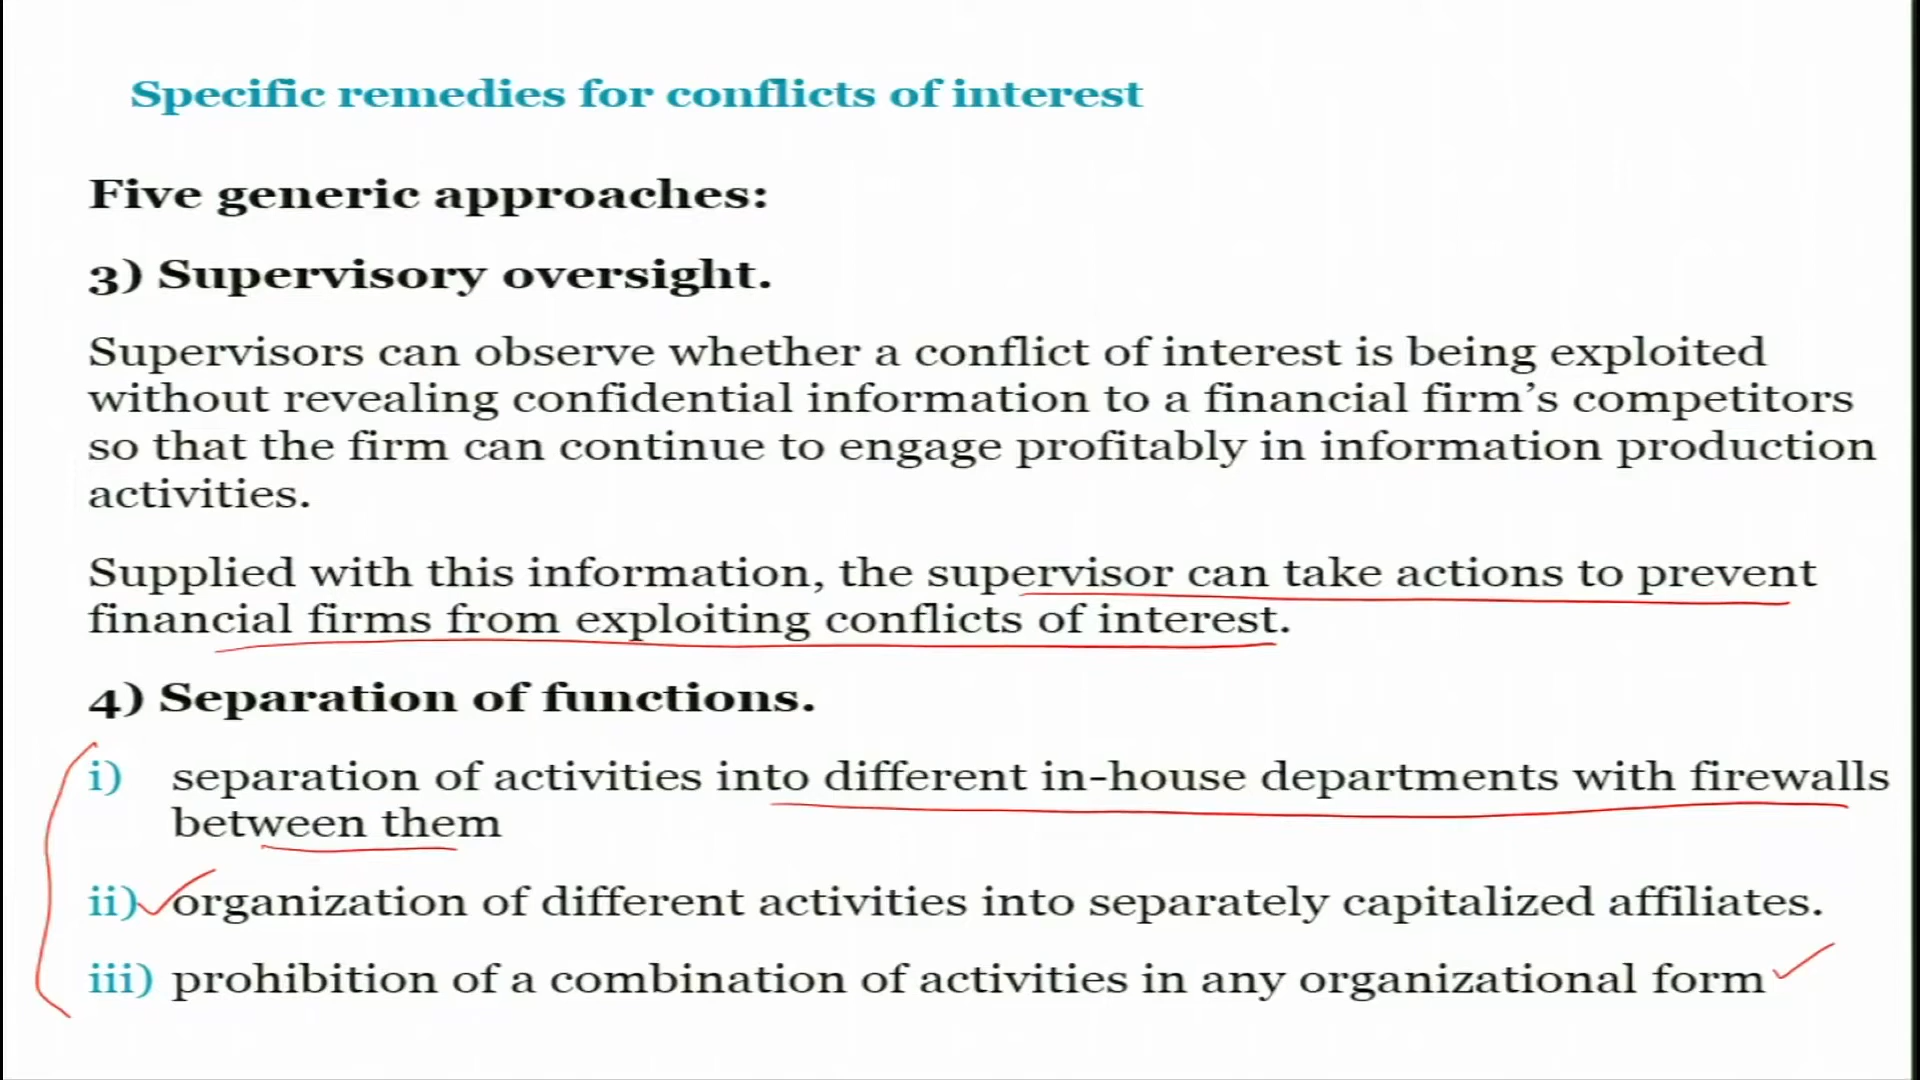 Specific remedies for conflicts of interest
Five generic approaches:
3) Supervisory oversight.
Supervisors can observe whether a conflict of interest is being exploited
without revealing confidential information to a financial firm’s competitors
so that the firm can continue to engage profitably in information production
activities.
Supplied with this information, the supervisor can take actions to prevent
financial firms from exploiting conflicts of interest.
4) Separation of functions.
i) separation of activities into different in-house departments with firewalls
between them
ii) organization of different activities into separately capitalized affiliates.
iii) prohibition of a combination of activities in any organizational form